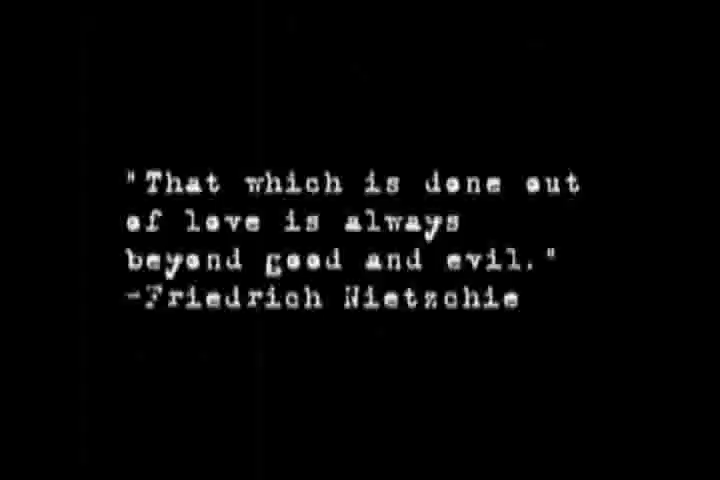 "That which is done out
of love is always
beyond good and evil."
-Friedrich Nietzchie